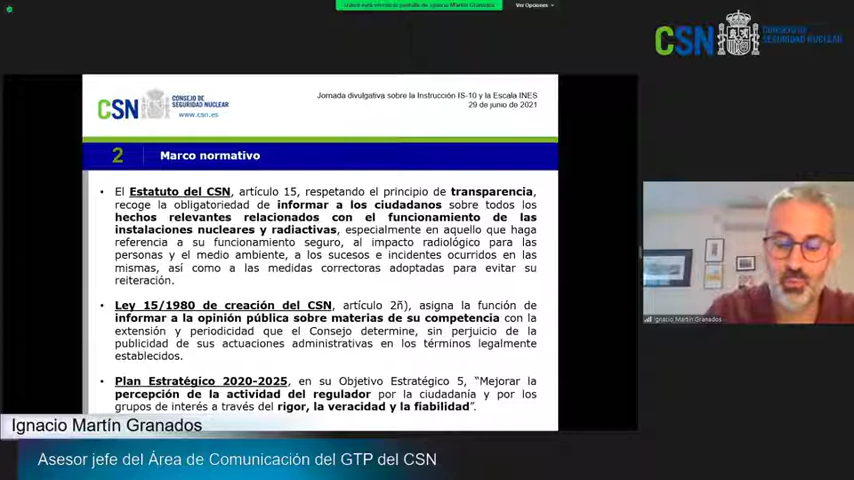 Ver Opciones
CSN CONSEJO DE
SEGURIDAD NUCLEAR
CSN CONSEJO DE
SEGURIDAD NUCLEAR
www.csn.es
Jornada divulgativa sobre la Instrucción IS-10 y la Escala INES
29 de junio de 2021
2 Marco normativo
• El Estatuto del CSN, artículo 15, respetando el principio de transparencia,
recoge la obligatoriedad de informar a los ciudadanos sobre todos los
hechos relevantes relacionados con el funcionamiento de las
instalaciones nucleares y radiactivas, especialmente en aquello que haga
referencia a su funcionamiento seguro, al impacto radiológico para las
personas y el medio ambiente, a los sucesos e incidentes ocurridos en las
mismas, así como a las medidas correctoras adoptadas para evitar su
reiteración.
• Ley 15/1980 de creación del CSN, artículo 2ñ), asigna la función de
informar a la opinión pública sobre materias de su competencia con la
extensión y periodicidad que el Consejo determine, sin perjuicio de la
publicidad de sus actuaciones administrativas en los términos legalmente
establecidos.
• Plan Estratégico 2020-2025, en su Objetivo Estratégico 5, “Mejorar la
percepción de la actividad del regulador por la ciudadanía y por los
grupos de interés a través del rigor, la veracidad y la fiabilidad”.
Ignacio Martín Granados
Ignacio Martín Granados
Asesor jefe del Área de Comunicación del GTP del CSN